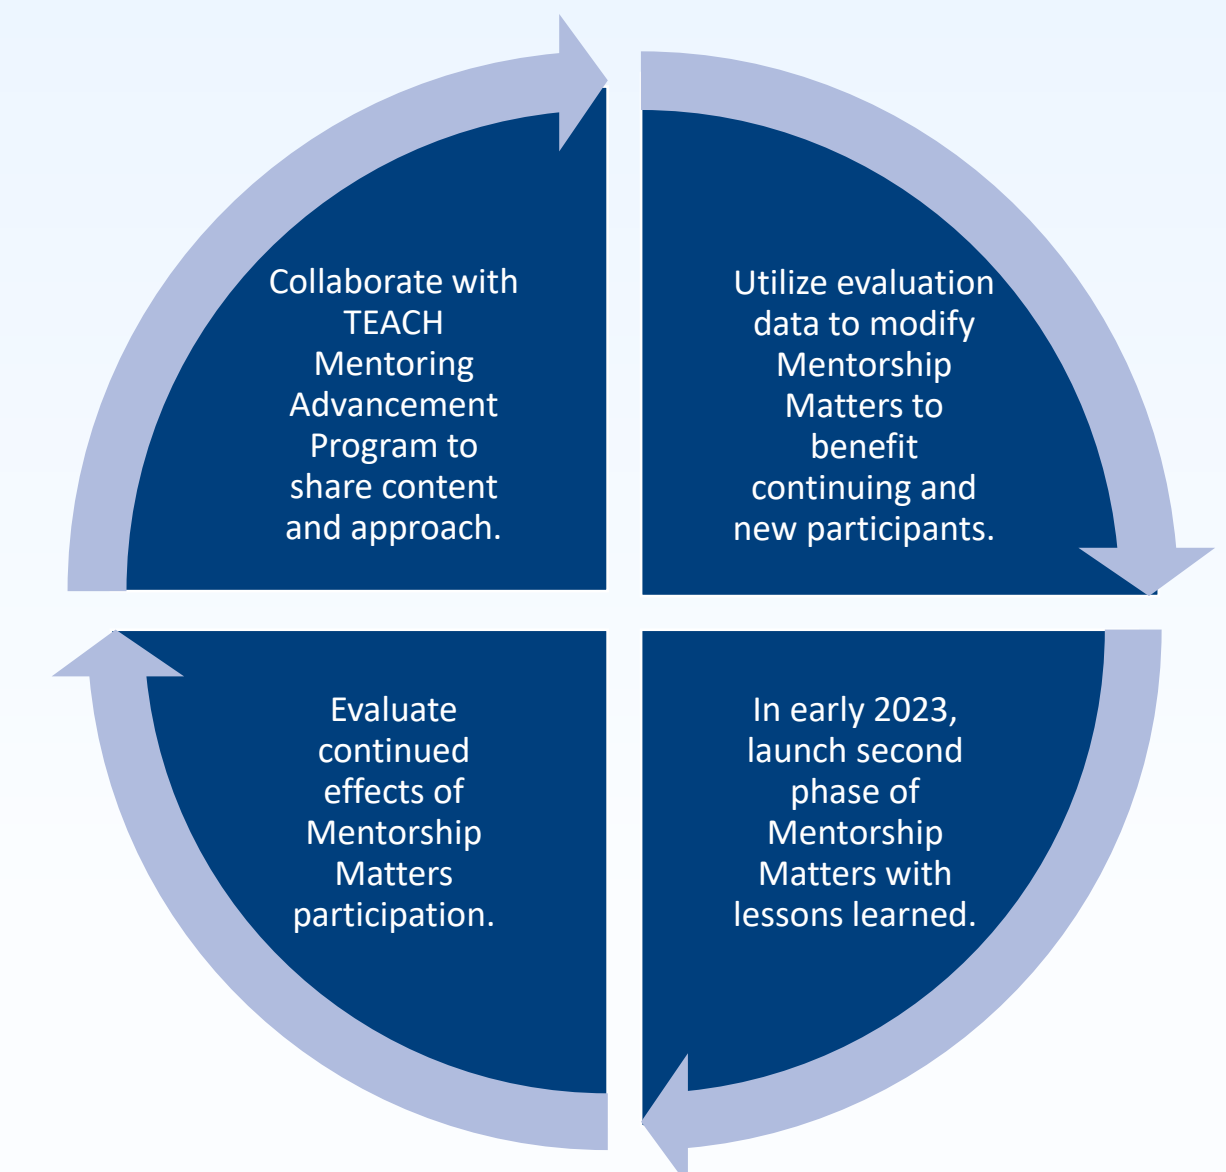 Collaborate with
TEACH
Mentoring
Advancement
Program to
share content
and approach.
Utilize evaluation
data to modify
Mentorship
Matters to
benefit
continuing and
new participants.
Evaluate
continued
effects of
Mentorship
Matters
participation.
In early 2023,
launch second
phase of
Mentorship
Matters with
lessons learned.